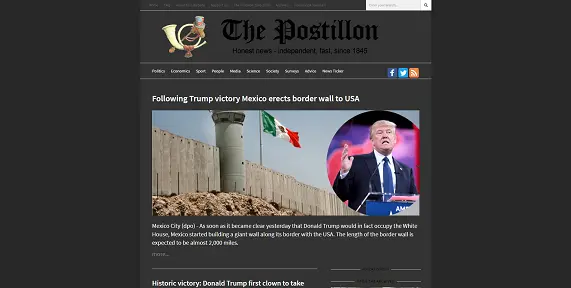 The Postillon
Honest news - independent, fast, since 1845
Politics Economics Sport People Media Science Society Surveys Advice News Ticker
Following Trump victory Mexico erects border wall to USA
Mexico City (dpo) - As soon as it became clear yesterday that Donald Trump would in fact occupy the White
House, Mexico started building a giant wall along its border with the USA. The length of the border wall is
expected to be almost 2,000 miles.
more...
Historic victory: Donald Trump first clown to take